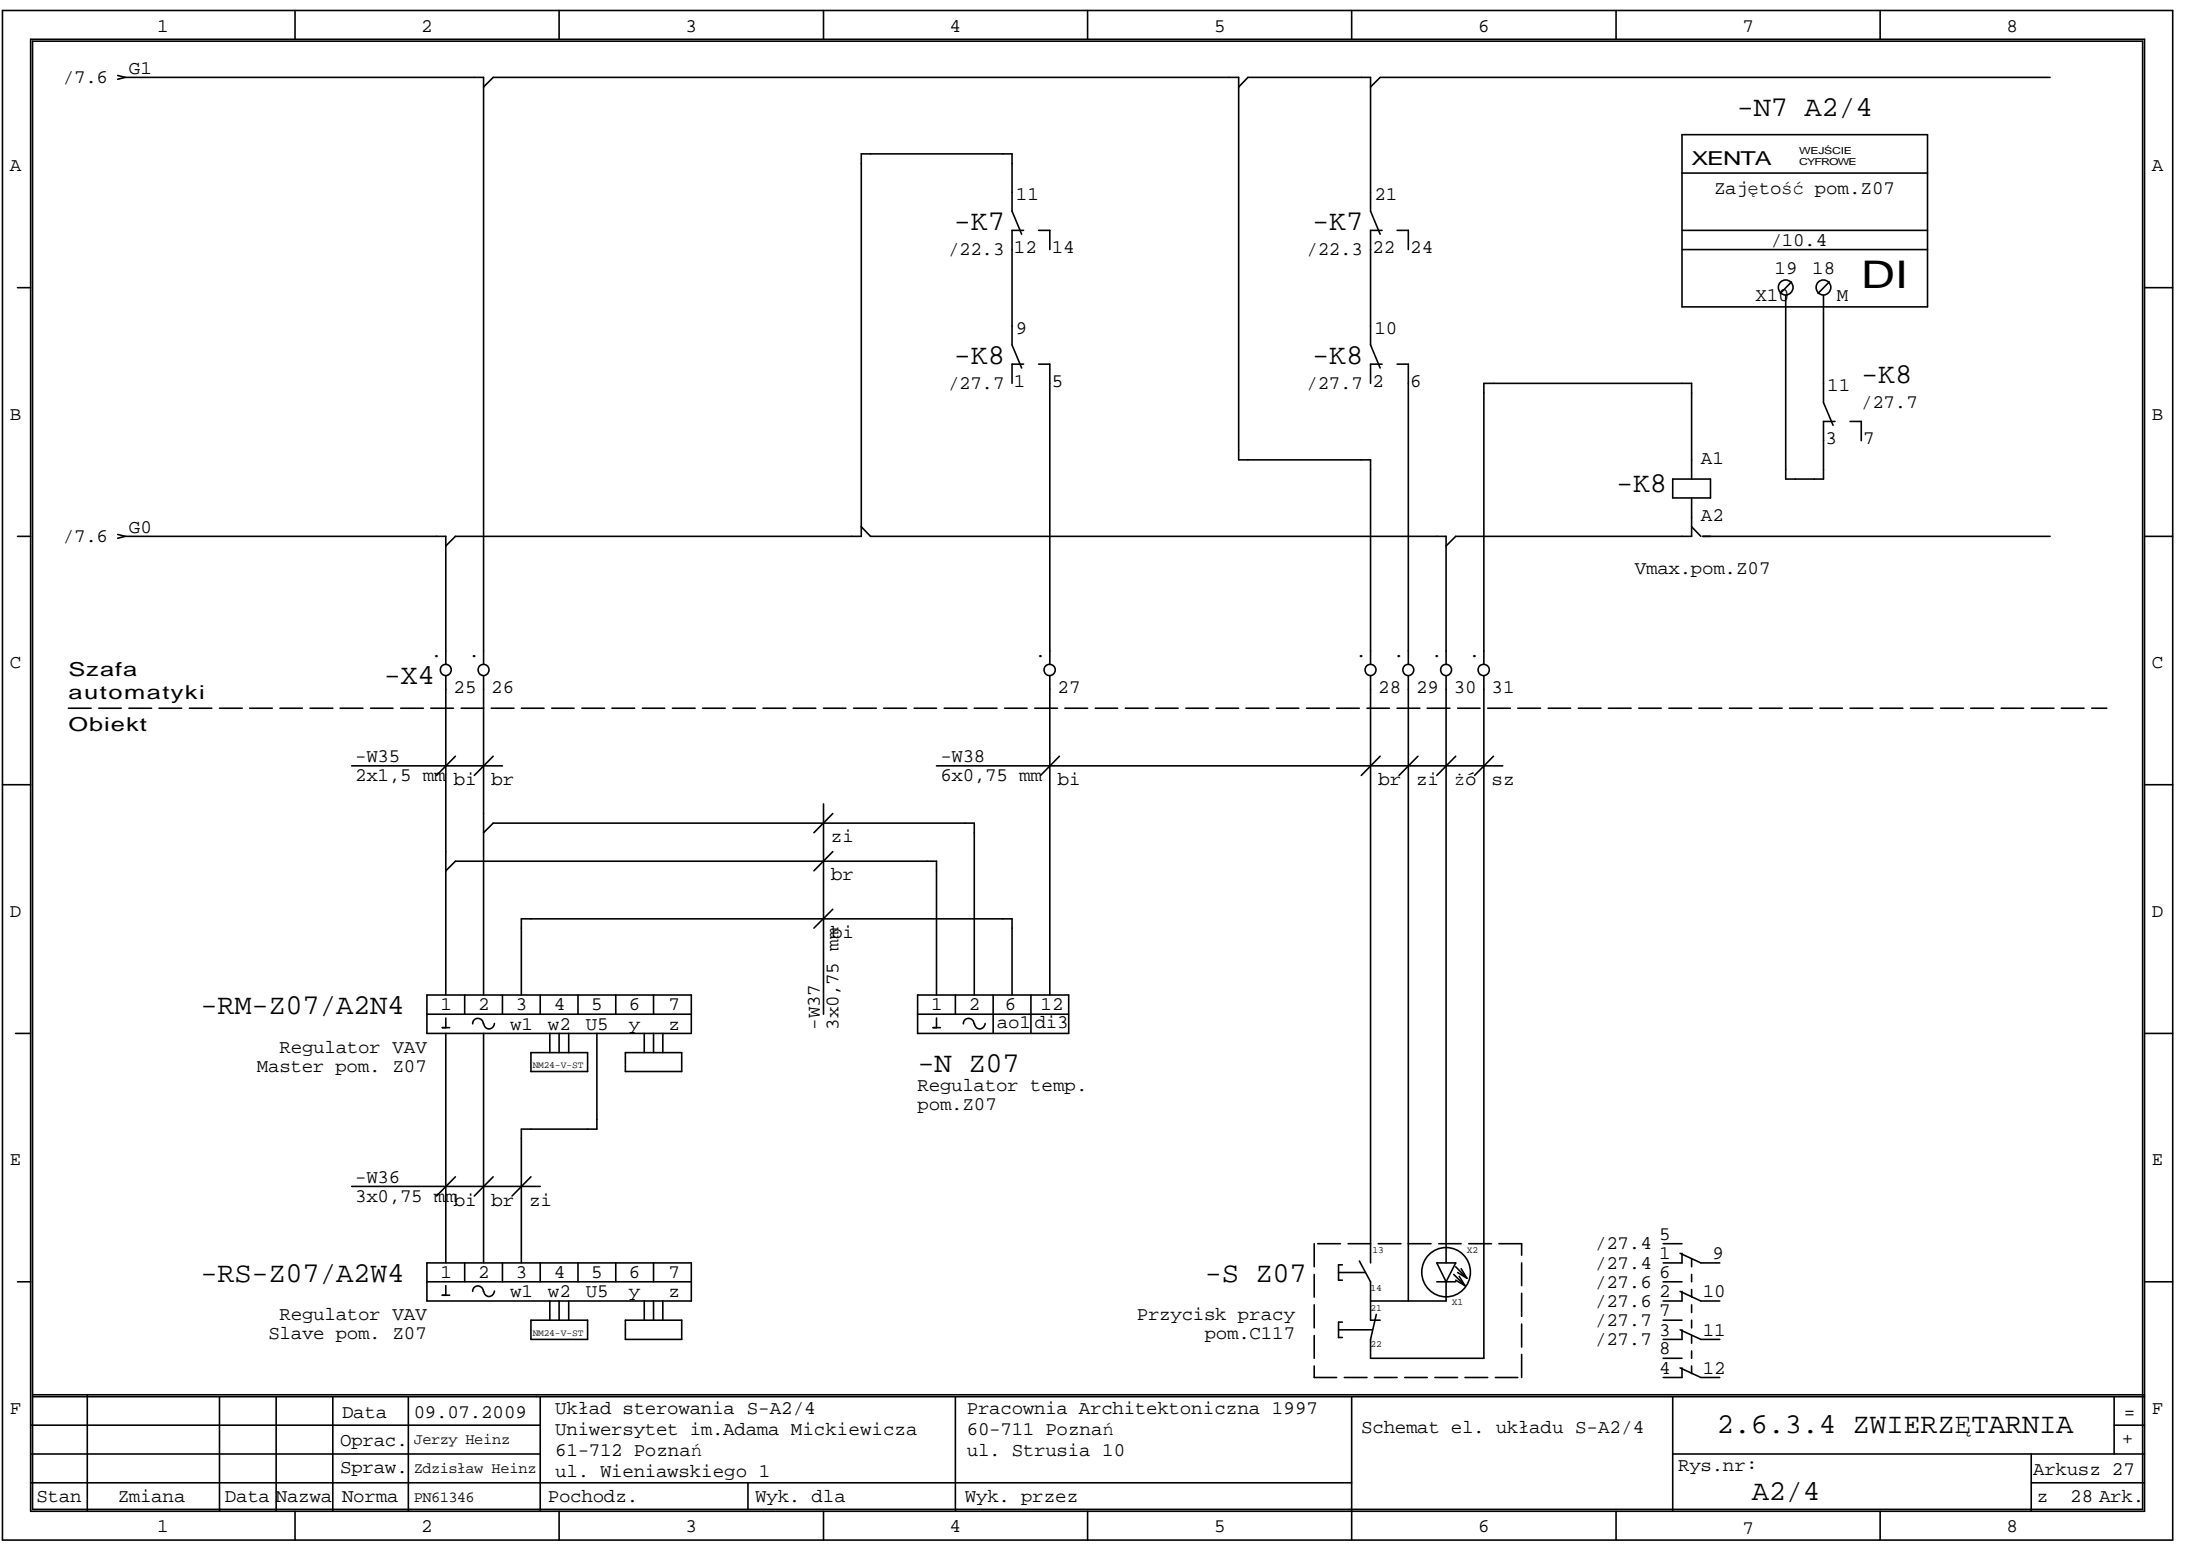 1 2 3 4 5 6 7 8
/7.6 G1
-N7 A2/4
XENTA WEJŚCIE
CYFROWE
A A
Zajętość pom.Z07
11
-K7
/22.3 12 14
21
-K7
/22.3 22 24
/10.4
19 18 DI
X10 M
9
-K8
/27.7 1 5
10
-K8
/27.7 2 6
11 -K8
/27.7
3 7
B B
A1
-K8
A2
/7.6 G0
Vmax.pom.Z07
C C
Szafa
automatyki
-X4 25 26 27 28 29 30 31
Obiekt
-W35
2x1,5 mm bi br
-W38
6x0,75 mm bi br zi żó sz
zi
br
bi
-W37
3x0,75 mm
D D
-RM-Z07/A2N4 1 2 3 4 5 6 7
⊥ ~ w1 w2 U5 y z
Regulator VAV
Master pom. Z07
NM24-V-ST
1 2 6 12
⊥ ~ ao1 di3
-N Z07
Regulator temp.
pom.Z07
E E
-W36
3x0,75 mm bi br zi
-RS-Z07/A2W4 1 2 3 4 5 6 7
⊥ ~ w1 w2 U5 y z
Regulator VAV
Slave pom. Z07
NM24-V-ST
-S Z07
Przycisk pracy
pom.C117
13 X2
14 X1
21
22
/27.4 5
/27.4 1 9
/27.6 6
/27.6 2 10
/27.7 7
/27.7 3 11
8
4 12
F F
Data 09.07.2009
Oprac. Jerzy Heinz
Spraw. Zdzisław Heinz
Stan Zmiana Data Nazwa Norma PN61346
Układ sterowania S-A2/4
Uniwersytet im.Adama Mickiewicza
61-712 Poznań
ul. Wieniawskiego 1
Pochodz. Wyk. dla Wyk. przez
Pracownia Architektoniczna 1997
60-711 Poznań
ul. Strusia 10
Schemat el. układu S-A2/4
2.6.3.4 ZWIERZĘTARNIA
=
+
Rys.nr:
A2/4
Arkusz 27
z 28 Ark.
1 2 3 4 5 6 7 8